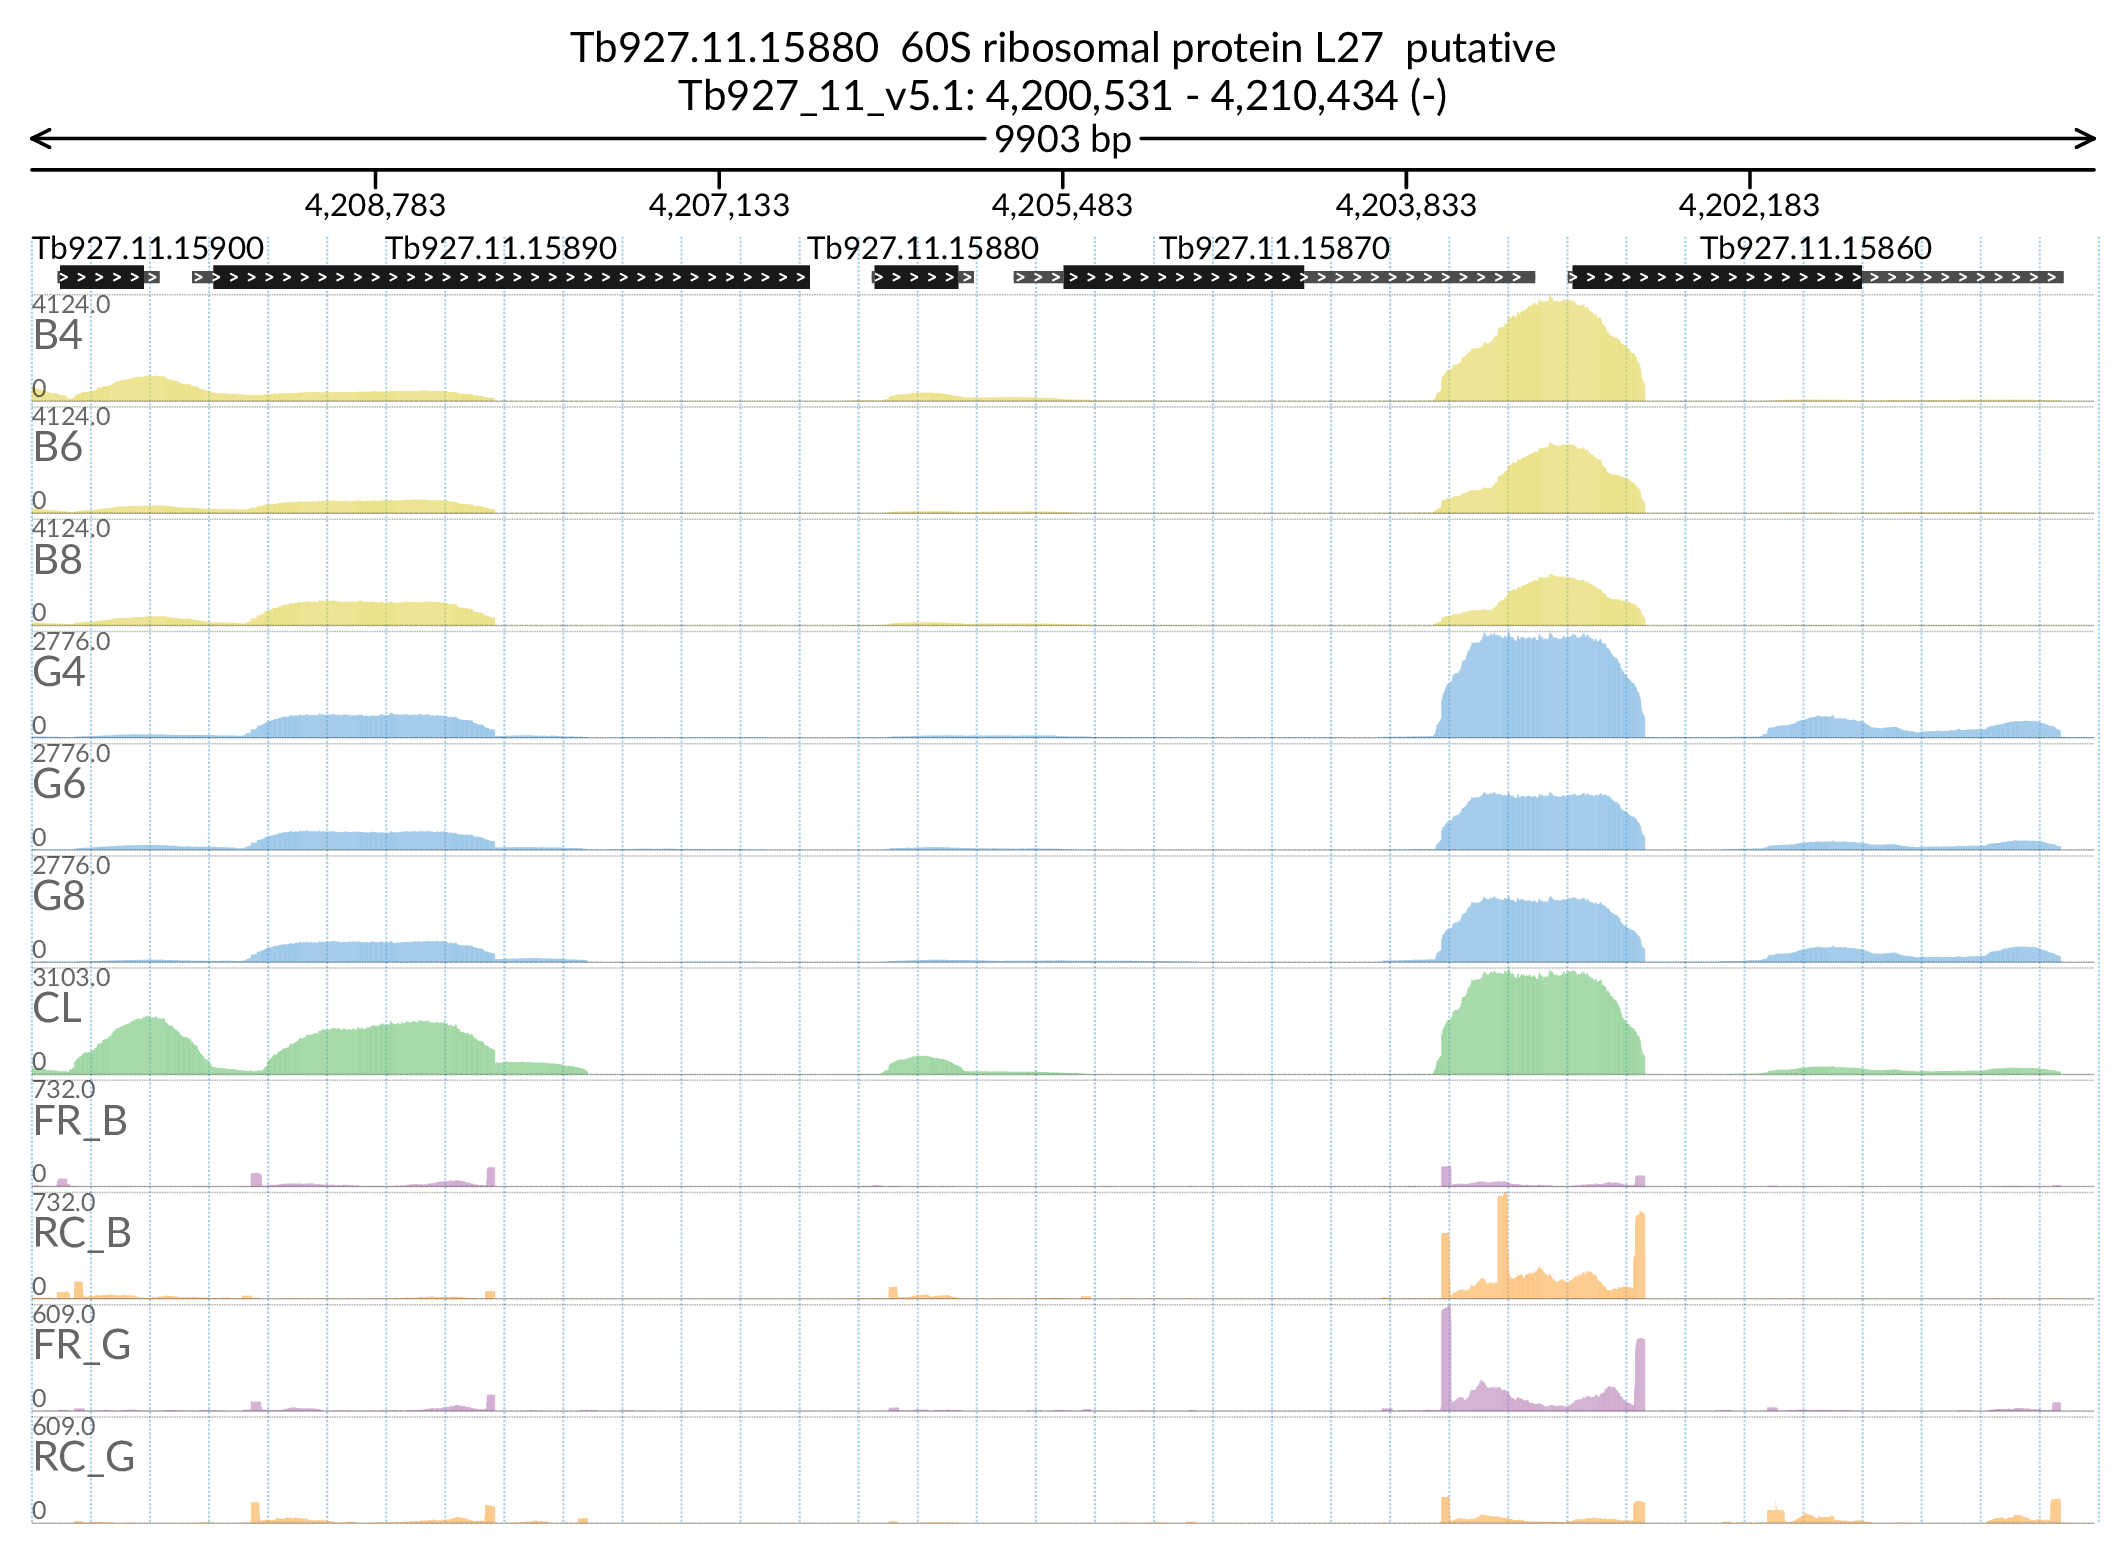 Tb927.11.15880  60S ribosomal protein L27  putative
Tb927_11_v5.1: 4,200,531 - 4,210,434 (-)
9903 bp
4,208,783 4,207,133 4,205,483 4,203,833 4,202,183
Tb927.11.15900 Tb927.11.15890 Tb927.11.15880 Tb927.11.15870 Tb927.11.15860
4124.0
B4
0
4124.0
B6
0
4124.0
B8
0
2776.0
G4
0
2776.0
G6
0
2776.0
G8
0
3103.0
CL
0
732.0
FR_B
0
732.0
RC_B
0
609.0
FR_G
0
609.0
RC_G
0